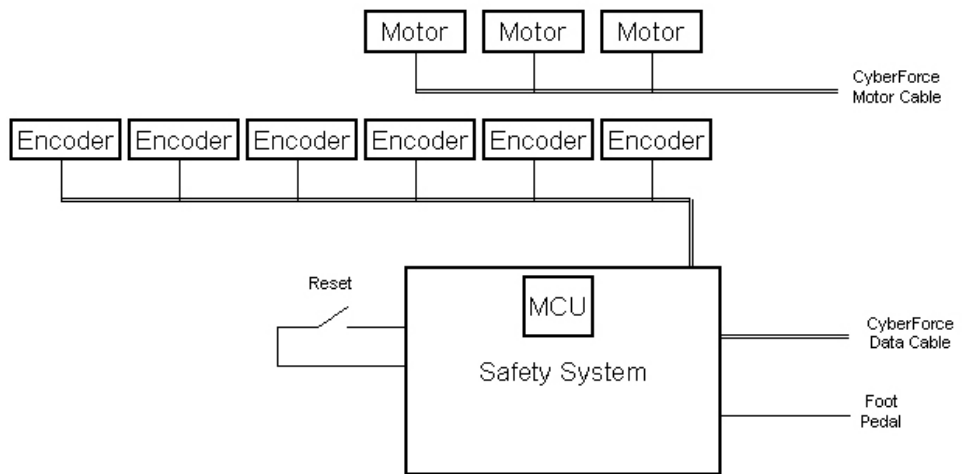 Motor
Motor
Motor
CyberForce
Motor Cable
Encoder
Encoder
Encoder
Encoder
Encoder
Encoder
Reset
MCU
Safety System
CyberForce
Data Cable
Foot
Pedal